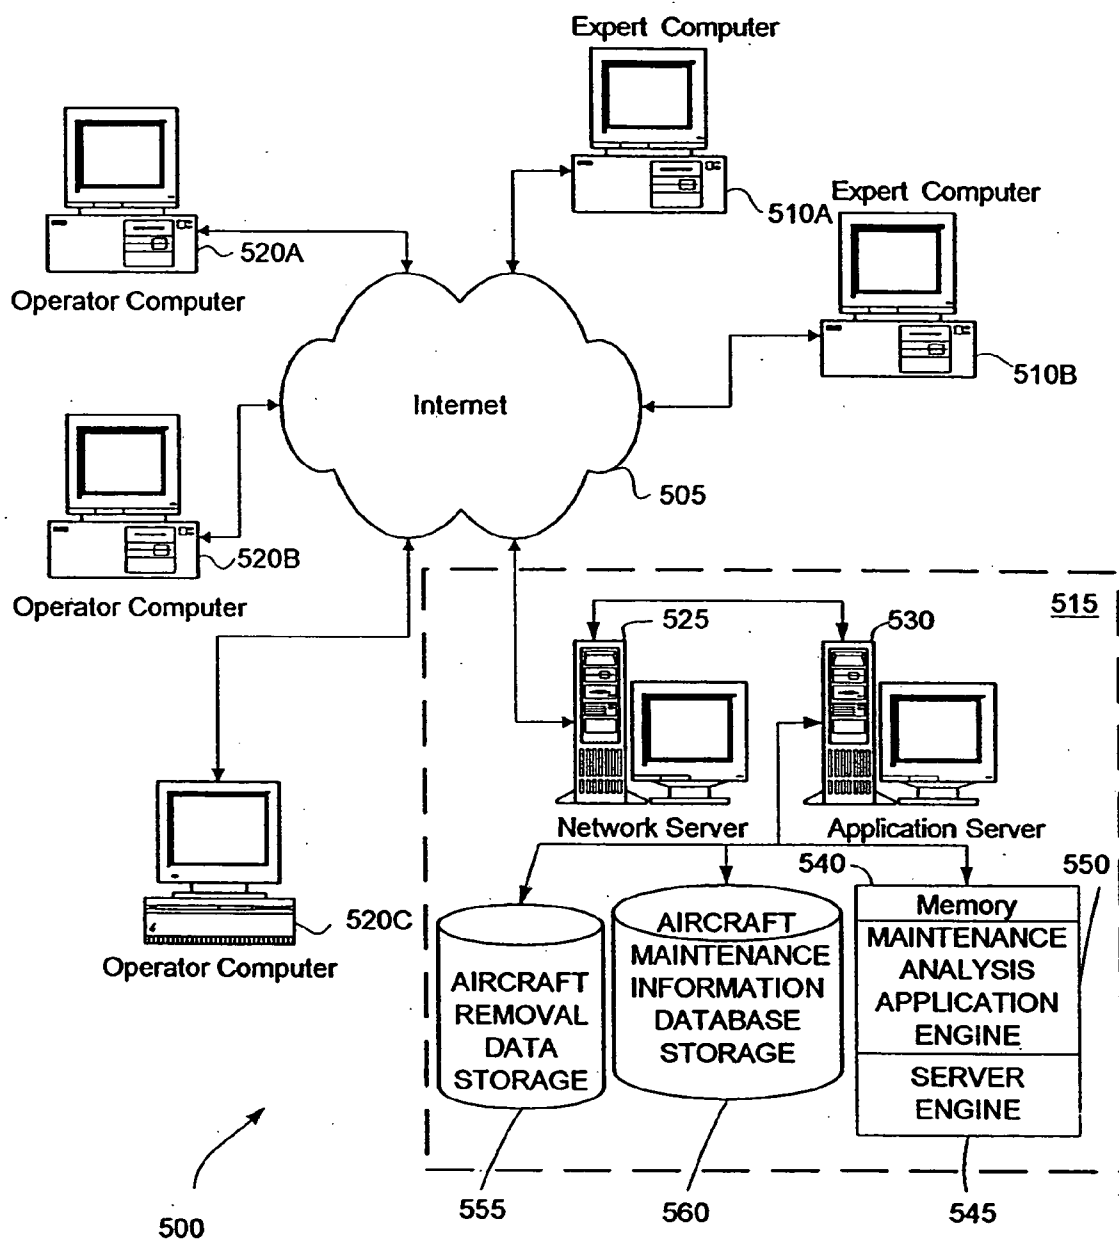 Expert Computer
510A
Expert Computer
510B
520A
Operator Computer
Internet
505
520B
Operator Computer
515
525
530
Network Server
Application Server
520C
Operator Computer
540
550
Memory
MAINTENANCE
ANALYSIS
APPLICATION
ENGINE
SERVER
ENGINE
AIRCRAFT
MAINTENANCE
INFORMATION
DATABASE
STORAGE
AIRCRAFT
REMOVAL
DATA
STORAGE
555
560
545
500